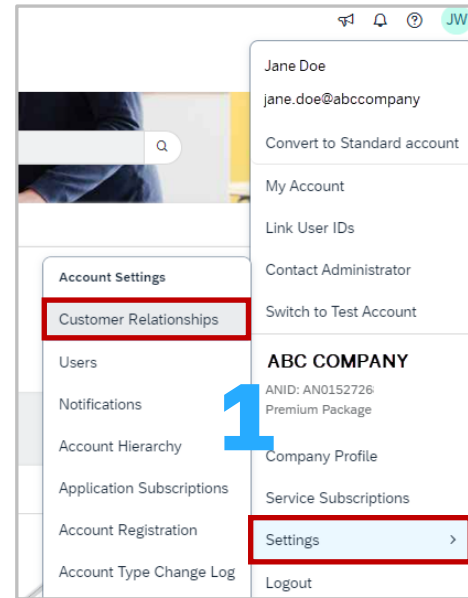 JW
Jane Doe
jane.doe@abccompany
Convert to Standard account
My Account
Link User IDs
Contact Administrator
Switch to Test Account
ABC COMPANY
ANID: AN0152726
Premium Package
Company Profile
Service Subscriptions
Settings
Logout
Account Settings
Customer Relationships
Users
Notifications
Account Hierarchy
Application Subscriptions
Account Registration
Account Type Change Log
1